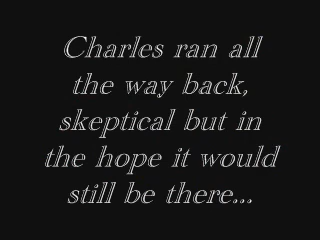 Charles ran all
the way back,
skeptical but in
the hope it would
still be there...